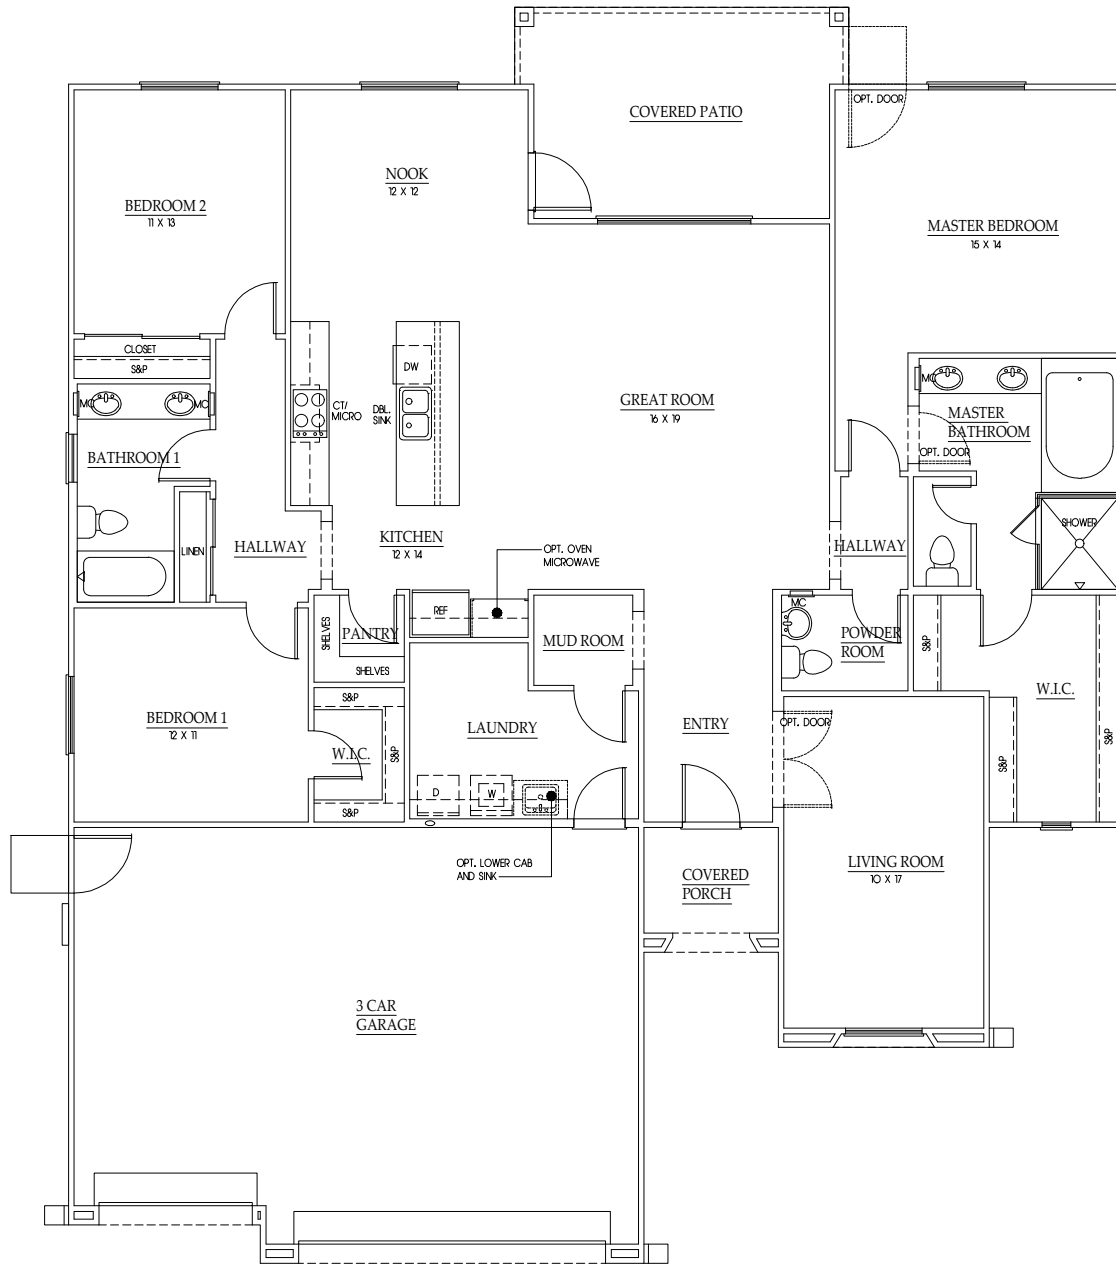 COVERED PATIO
OPT. DOOR
NOOK
12 X 12
BEDROOM 2
11 X 13
MASTER BEDROOM
15 X 14
CLOSET
S&P
DW
MC
MC
CT/
MICRO
DBL.
SINK
GREAT ROOM
16 X 19
MC
MASTER
BATHROOM
OPT. DOOR
BATHROOM 1
SHOWER
LINEN
HALLWAY
KITCHEN
12 X 14
OPT. OVEN
MICROWAVE
HALLWAY
REF
MC
SHELVES
PANTRY
SHELVES
MUD ROOM
POWDER
ROOM
S&P
W.I.C.
S&P
BEDROOM 1
12 X 11
LAUNDRY
ENTRY
OPT. DOOR
W.I.C.
S&P
S&P
S&P
S&P
D
W
OPT. LOWER CAB
AND SINK
COVERED
PORCH
LIVING ROOM
10 X 17
3 CAR
GARAGE